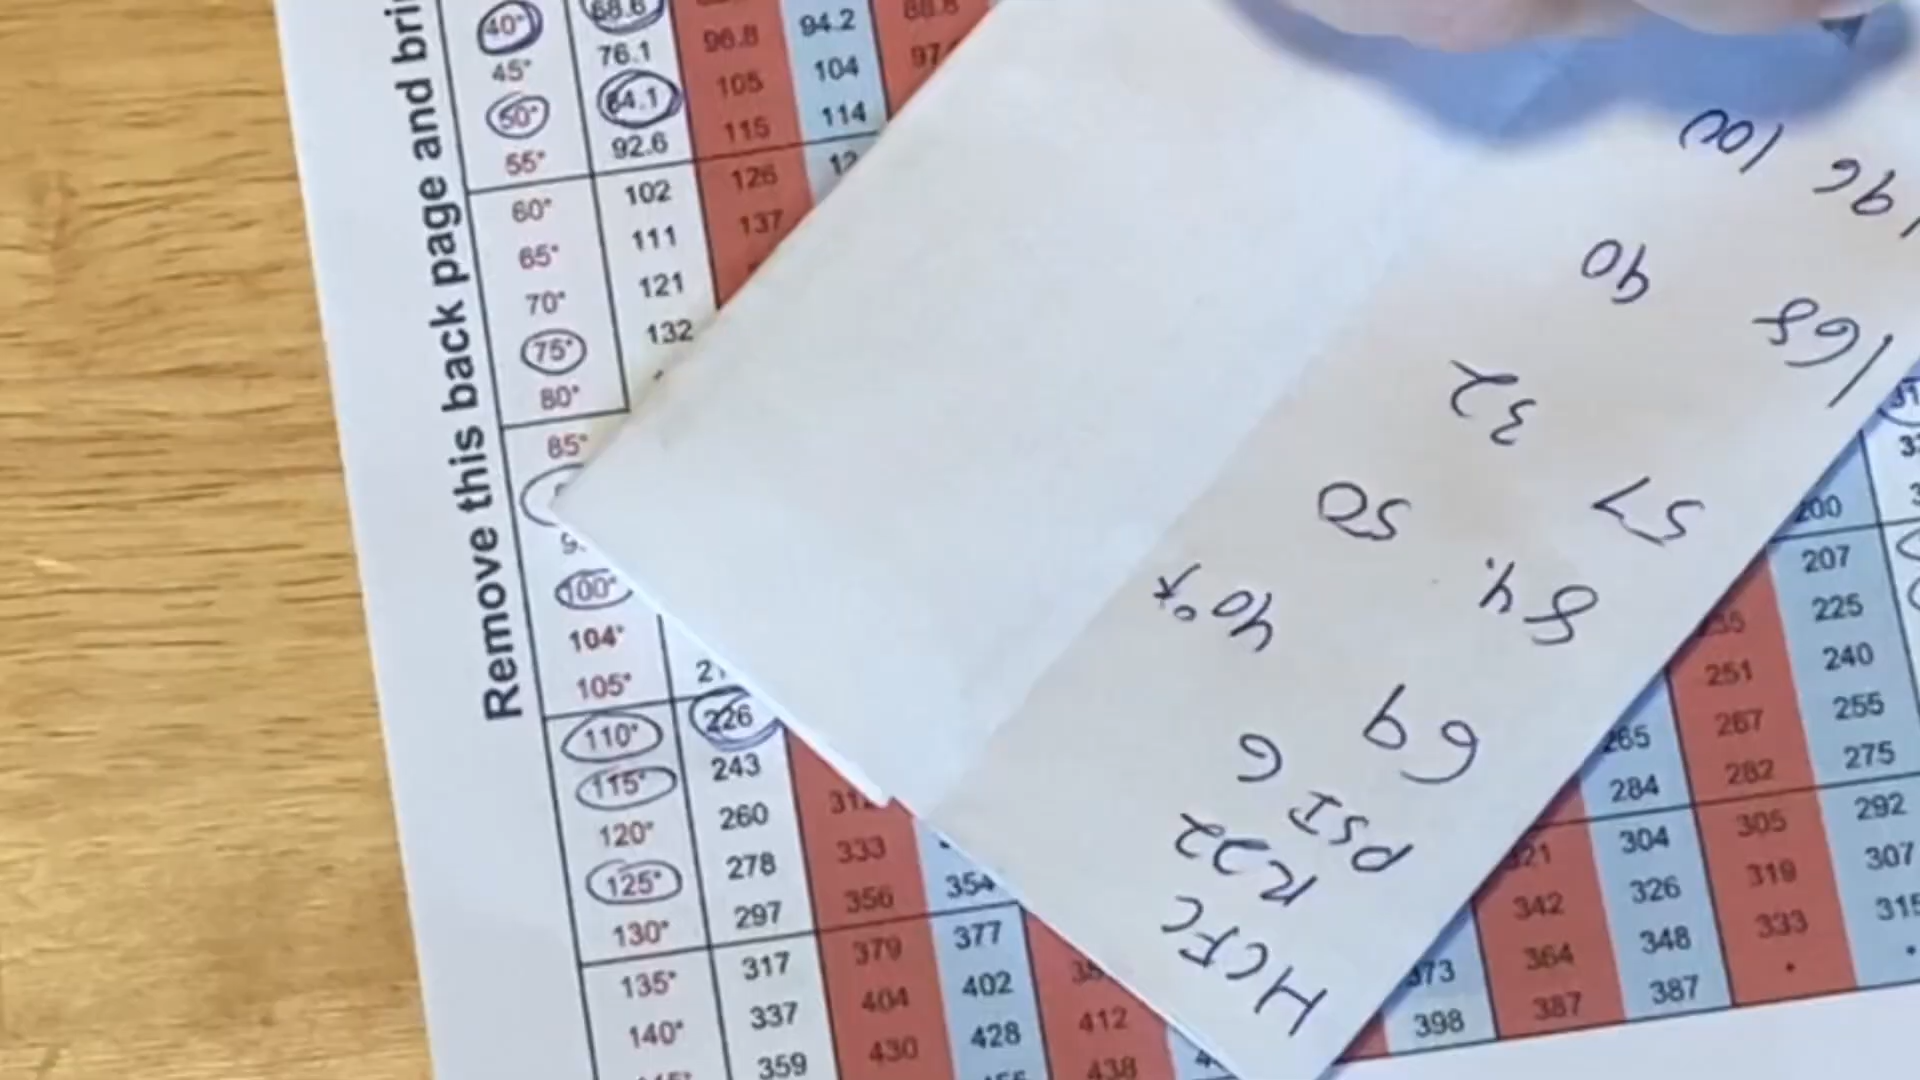 Remove this back page and
40° 68.6
45° 76.1 96.8 94.2
50° 84.1 105 104
55° 92.6 115 114
60° 102 126
65° 111 137
70° 121
75° 132
80°
85°
100°
104°
105°
110° 226
115° 243
120° 260
125° 278 333
130° 297 356 354
135° 317 379 377
140° 337 404 402
359 430 428 412
438
HCFC
R22
PSI G
69 40°*
84. 50
57 32
168 90
196 100
200
207
225
251 240
265 267 255
284 282 275
304 305 292
342 326 319 307
364 348 333 315
398 387 387